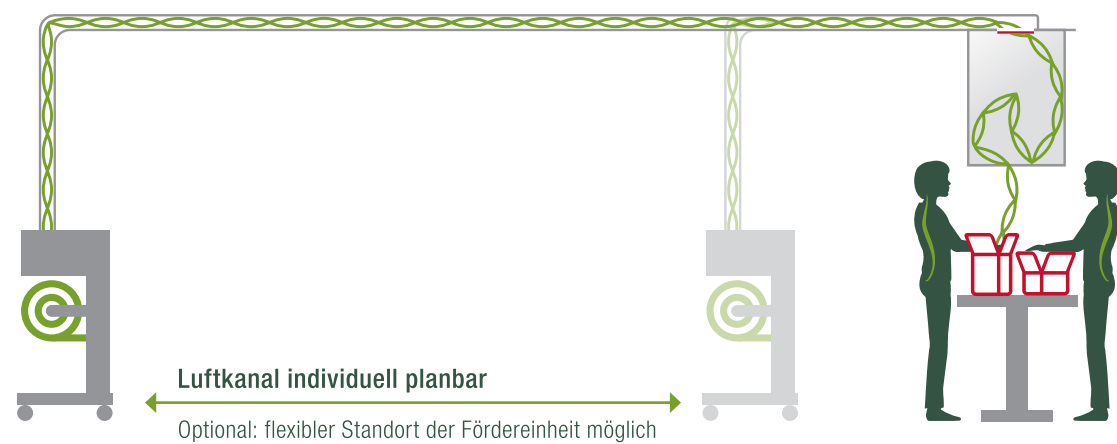 Luftkanal individuell planbar
Optional: flexibler Standort der Fördereinheit möglich